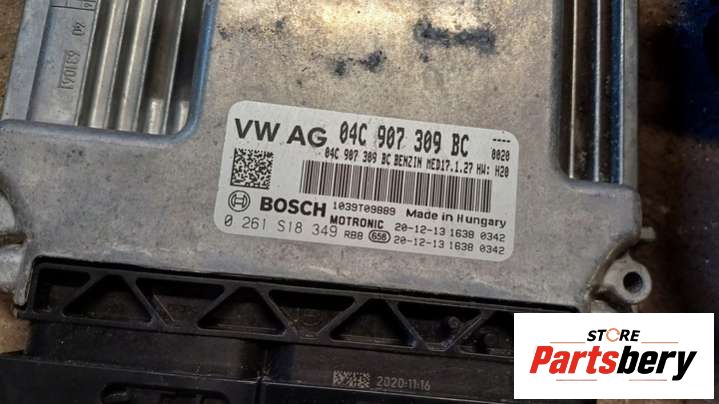 VW AG 04C 907 309 BC ----
04C 907 309 BC BENZIN MED17.1.27 HW: H20 0020
BOSCH 1039T09889 Made in Hungary
MOTRONIC 20-12-13 1638 0342
0 261 S18 349 RBB 658 20-12-13 1638 0342
2020-11-16
STORE
Partsbery